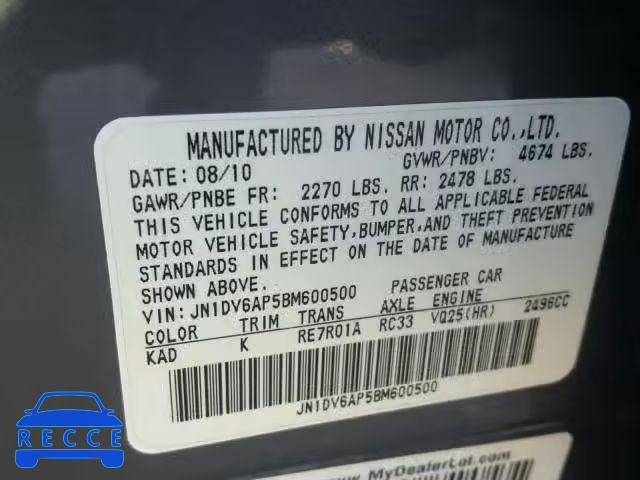 MANUFACTURED BY NISSAN MOTOR CO.,LTD.
DATE: 08/10 GVWR/PNBV: 4674 LBS.
GAWR/PNBE FR: 2270 LBS. RR: 2478 LBS.
THIS VEHICLE CONFORMS TO ALL APPLICABLE FEDERAL
MOTOR VEHICLE SAFETY,BUMPER,AND THEFT PREVENTION
STANDARDS IN EFFECT ON THE DATE OF MANUFACTURE
SHOWN ABOVE.
VIN: JN1DV6AP5BM600500 PASSENGER CAR
COLOR TRIM TRANS AXLE ENGINE
KAD K RE7R01A RC33 VQ25(HR) 2496CC
JN1DV6AP5BM600500
RECCE
www.MyDealerLot.com